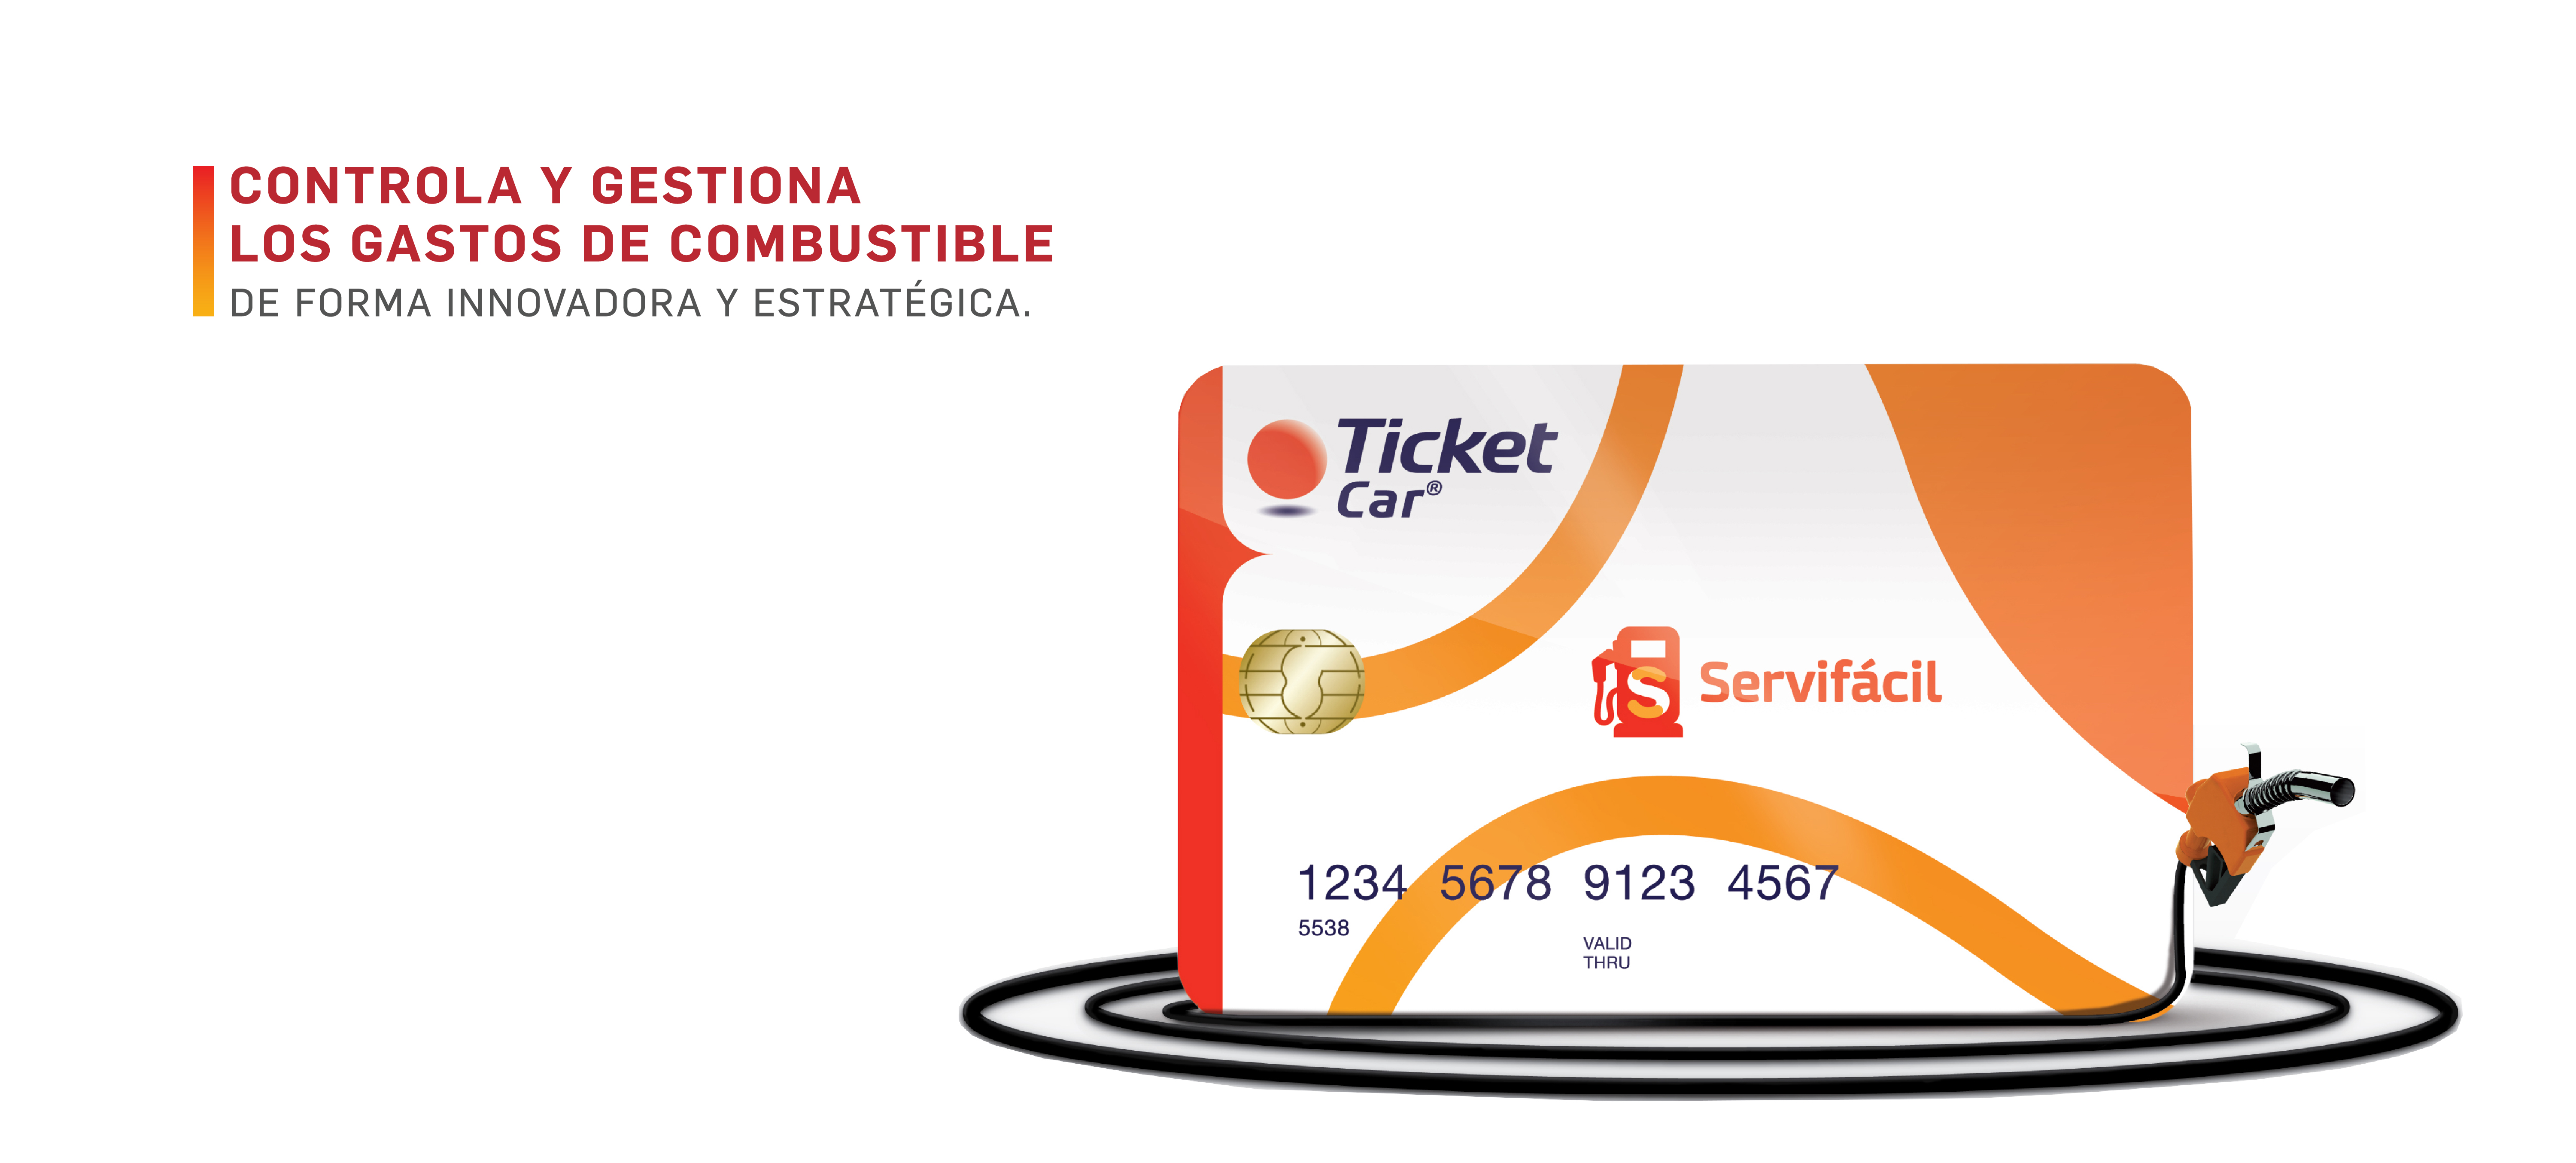 CONTROLA Y GESTIONA
LOS GASTOS DE COMBUSTIBLE
DE FORMA INNOVADORA Y ESTRATÉGICA.
Ticket
Car®
S Servifácil
1234 5678 9123 4567
5538
VALID
THRU